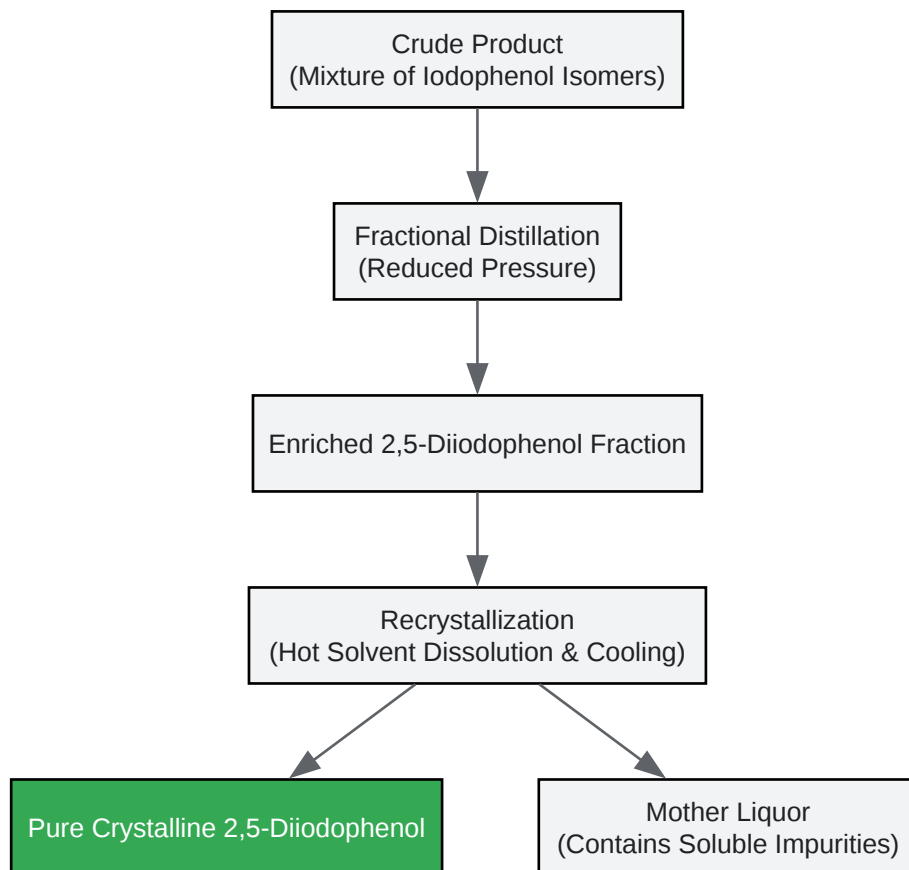 Crude Product
(Mixture of Iodophenol Isomers)
Fractional Distillation
(Reduced Pressure)
Enriched 2,5-Diiodophenol Fraction
Recrystallization
(Hot Solvent Dissolution & Cooling)
Pure Crystalline 2,5-Diiodophenol
Mother Liquor
(Contains Soluble Impurities)